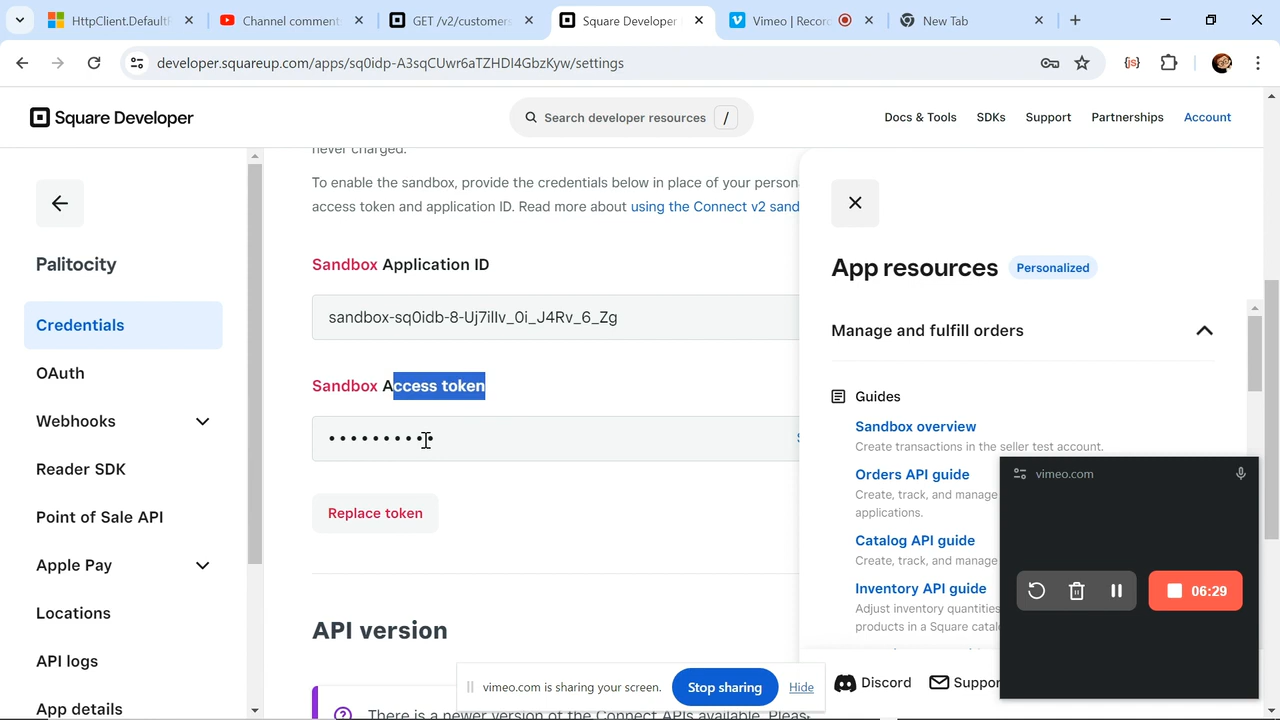 HttpClient.Default
Channel comment
GET /v2/customers
Square Developer
Vimeo | Recor
New Tab
developer.squareup.com/apps/sq0idp-A3sqCUwr6aTZHDI4GbzKyw/settings
{js}
Square Developer
Search developer resources /
Docs & Tools
SDKs
Support
Partnerships
Account
never charged.
To enable the sandbox, provide the credentials below in place of your persona
access token and application ID. Read more about using the Connect v2 sand
Palitocity
Credentials
OAuth
Webhooks
Reader SDK
Point of Sale API
Apple Pay
Locations
API logs
App details
Sandbox Application ID
sandbox-sq0idb-8-Uj7iIIv_0i_J4Rv_6_Zg
Sandbox Access token
Replace token
API version
There is a newer version of the Connect APIs available. Pleas
App resources
Personalized
Manage and fulfill orders
Guides
Sandbox overview
Create transactions in the seller test account.
Orders API guide
Create, track, and manage
applications.
Catalog API guide
Create, track, and manage
Inventory API guide
Adjust inventory quantities
products in a Square catal
Discord
Suppor
vimeo.com
06:29
vimeo.com is sharing your screen.
Stop sharing
Hide